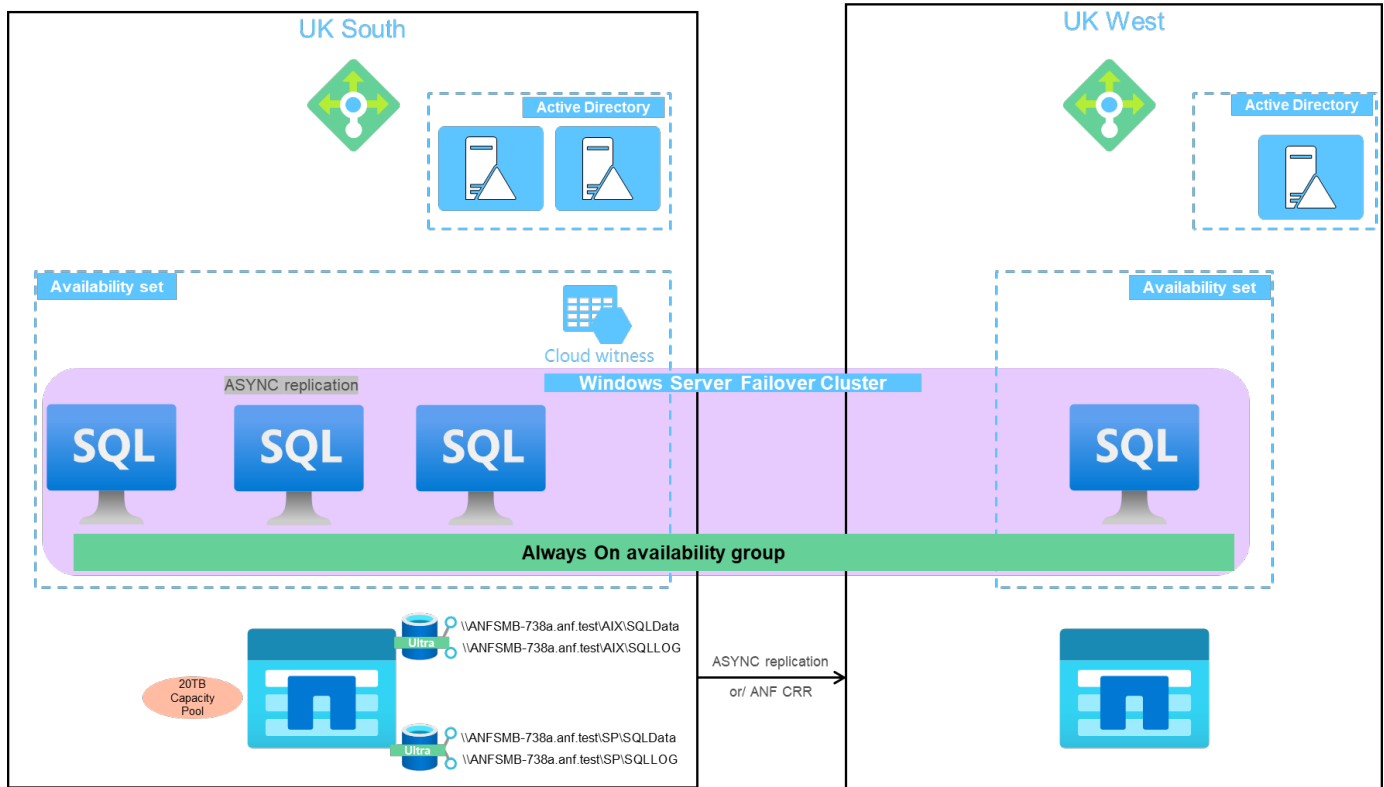 UK South
Active Directory
Availability set
Cloud witness
ASYNC replication
Windows Server Failover Cluster
SQL
SQL
SQL
Always On availability group
20TB
Capacity
Pool
Ultra
\\ANFSMB-738a.anf.test\AIX\SQLData
\\ANFSMB-738a.anf.test\AIX\SQLLOG
Ultra
\\ANFSMB-738a.anf.test\SP\SQLData
\\ANFSMB-738a.anf.test\SP\SQLLOG
ASYNC replication
or/ ANF CRR
UK West
Active Directory
Availability set
SQL